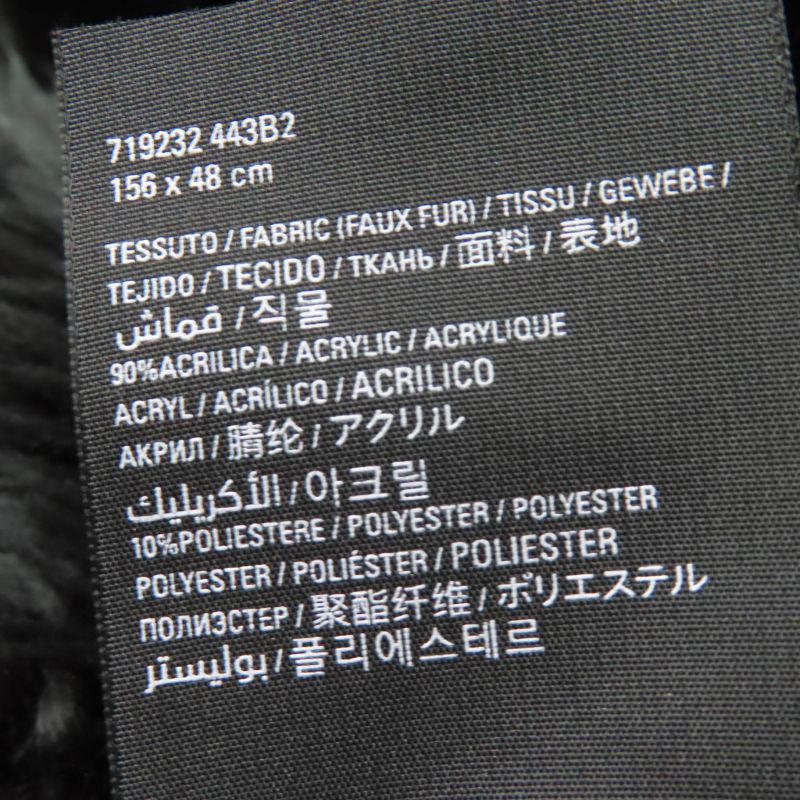 719232 443B2
156 x 48 cm
TESSUTO / FABRIC (FAUX FUR) / TISSU / GEWEBE /
TEJIDO / TECIDO / ТКАНЬ / 面料 / 表地
قماش / 직물
90%ACRILICA / ACRYLIC / ACRYLIQUE
ACRYL / ACRÍLICO / ACRILICO
АКРИЛ / 腈纶 / アクリル
الأكريليك / 아크릴
10%POLIESTERE / POLYESTER / POLYESTER
POLYESTER / POLIÉSTER / POLIESTER
ПОЛИЭСТЕР / 聚酯纤维 / ポリエステル
بوليستر / 폴리에스테르